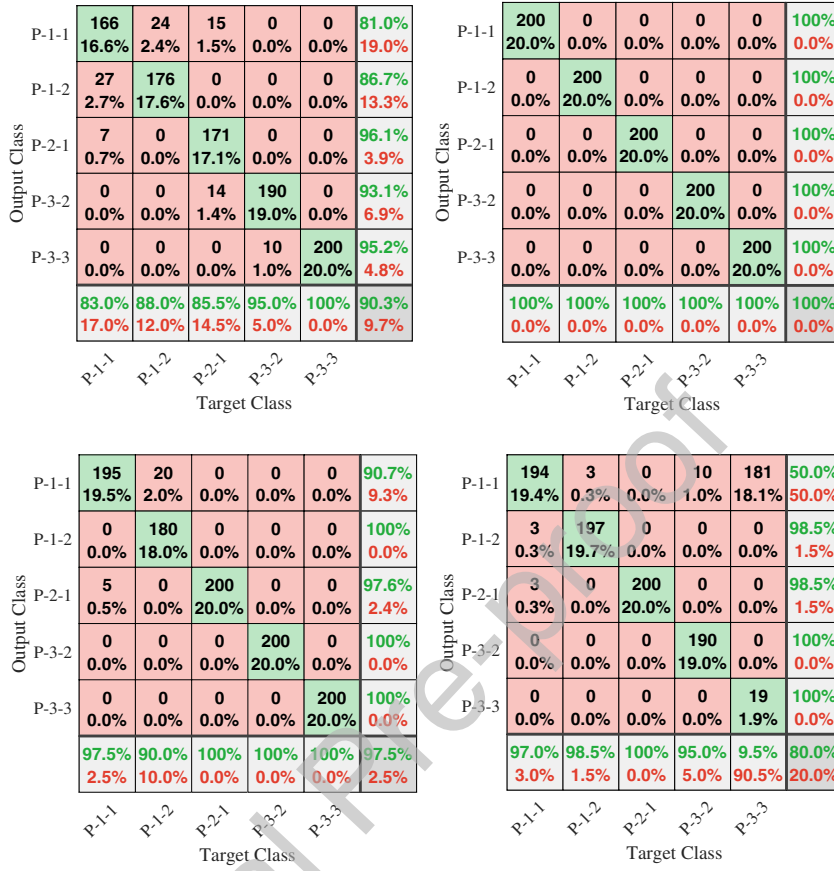 P-1-1 166 24 15 0 0 81.0%
16.6% 2.4% 1.5% 0.0% 0.0% 19.0%
P-1-2 27 176 0 0 0 86.7%
2.7% 17.6% 0.0% 0.0% 0.0% 13.3%
P-2-1 7 0 171 0 0 96.1%
0.7% 0.0% 17.1% 0.0% 0.0% 3.9%
P-3-2 0 0 14 190 0 93.1%
0.0% 0.0% 1.4% 19.0% 0.0% 6.9%
P-3-3 0 0 0 10 200 95.2%
0.0% 0.0% 0.0% 1.0% 20.0% 4.8%
83.0% 88.0% 85.5% 95.0% 100% 90.3%
17.0% 12.0% 14.5% 5.0% 0.0% 9.7%
Output Class
P-1-1 P-1-2 P-2-1 P-3-2 P-3-3
Target Class
P-1-1 200 0 0 0 0 100%
20.0% 0.0% 0.0% 0.0% 0.0% 0.0%
P-1-2 0 200 0 0 0 100%
0.0% 20.0% 0.0% 0.0% 0.0% 0.0%
P-2-1 0 0 200 0 0 100%
0.0% 0.0% 20.0% 0.0% 0.0% 0.0%
P-3-2 0 0 0 200 0 100%
0.0% 0.0% 0.0% 20.0% 0.0% 0.0%
P-3-3 0 0 0 0 200 100%
0.0% 0.0% 0.0% 0.0% 20.0% 0.0%
100% 100% 100% 100% 100% 100%
0.0% 0.0% 0.0% 0.0% 0.0% 0.0%
Output Class
P-1-1 P-1-2 P-2-1 P-3-2 P-3-3
Target Class
P-1-1 195 20 0 0 0 90.7%
19.5% 2.0% 0.0% 0.0% 0.0% 9.3%
P-1-2 0 180 0 0 0 100%
0.0% 18.0% 0.0% 0.0% 0.0% 0.0%
P-2-1 5 0 200 0 0 97.6%
0.5% 0.0% 20.0% 0.0% 0.0% 2.4%
P-3-2 0 0 0 200 0 100%
0.0% 0.0% 0.0% 20.0% 0.0% 0.0%
P-3-3 0 0 0 0 200 100%
0.0% 0.0% 0.0% 0.0% 20.0% 0.0%
97.5% 90.0% 100% 100% 100% 97.5%
2.5% 10.0% 0.0% 0.0% 0.0% 2.5%
Output Class
P-1-1 P-1-2 P-2-1 P-3-2 P-3-3
Target Class
P-1-1 194 3 0 10 181 50.0%
19.4% 0.3% 0.0% 1.0% 18.1% 50.0%
P-1-2 3 197 0 0 0 98.5%
0.3% 19.7% 0.0% 0.0% 0.0% 1.5%
P-2-1 3 0 200 0 0 98.5%
0.3% 0.0% 20.0% 0.0% 0.0% 1.5%
P-3-2 0 0 0 190 0 100%
0.0% 0.0% 0.0% 19.0% 0.0% 0.0%
P-3-3 0 0 0 0 19 100%
0.0% 0.0% 0.0% 0.0% 1.9% 0.0%
97.0% 98.5% 100% 95.0% 9.5% 80.0%
3.0% 1.5% 0.0% 5.0% 90.5% 20.0%
Output Class
P-1-1 P-1-2 P-2-1 P-3-2 P-3-3
Target Class
Pre-proof